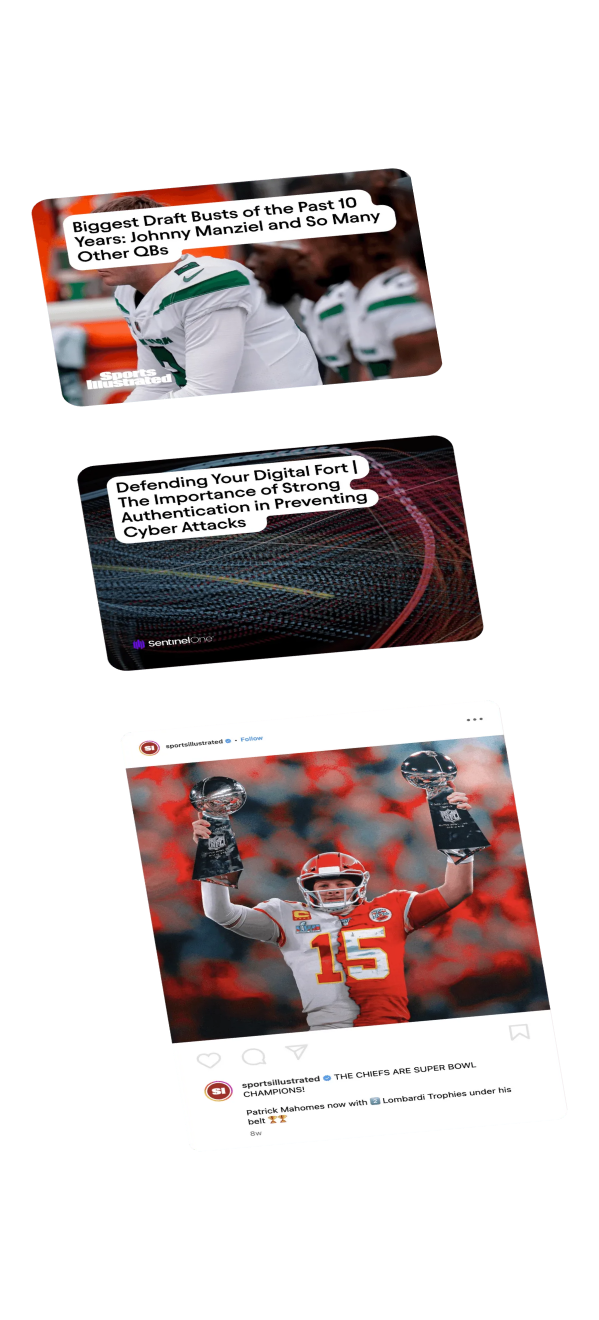 Biggest Draft Busts of the Past 10
Years: Johnny Manziel and So Many
Other QBs
Sports
Illustrated
Defending Your Digital Fort |
The Importance of Strong
Authentication in Preventing
Cyber Attacks
SentinelOne
SI
sportsillustrated • Follow
15
SI
sportsillustrated THE CHIEFS ARE SUPER BOWL
CHAMPIONS!
Patrick Mahomes now with 2️⃣ Lombardi Trophies under his
belt 🏆🏆
8w